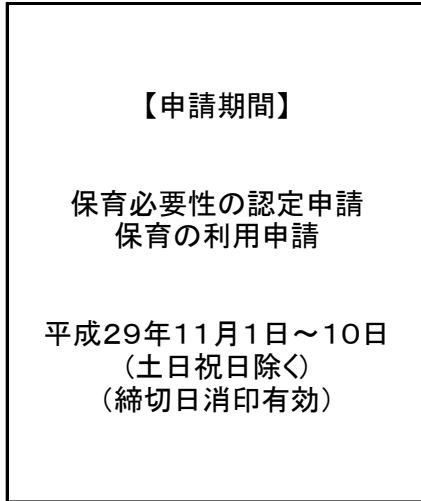 【申請期間】
保育必要性の認定申請
保育の利用申請
平成29年11月1日～10日
(土日祝日除く)
(締切日消印有効)